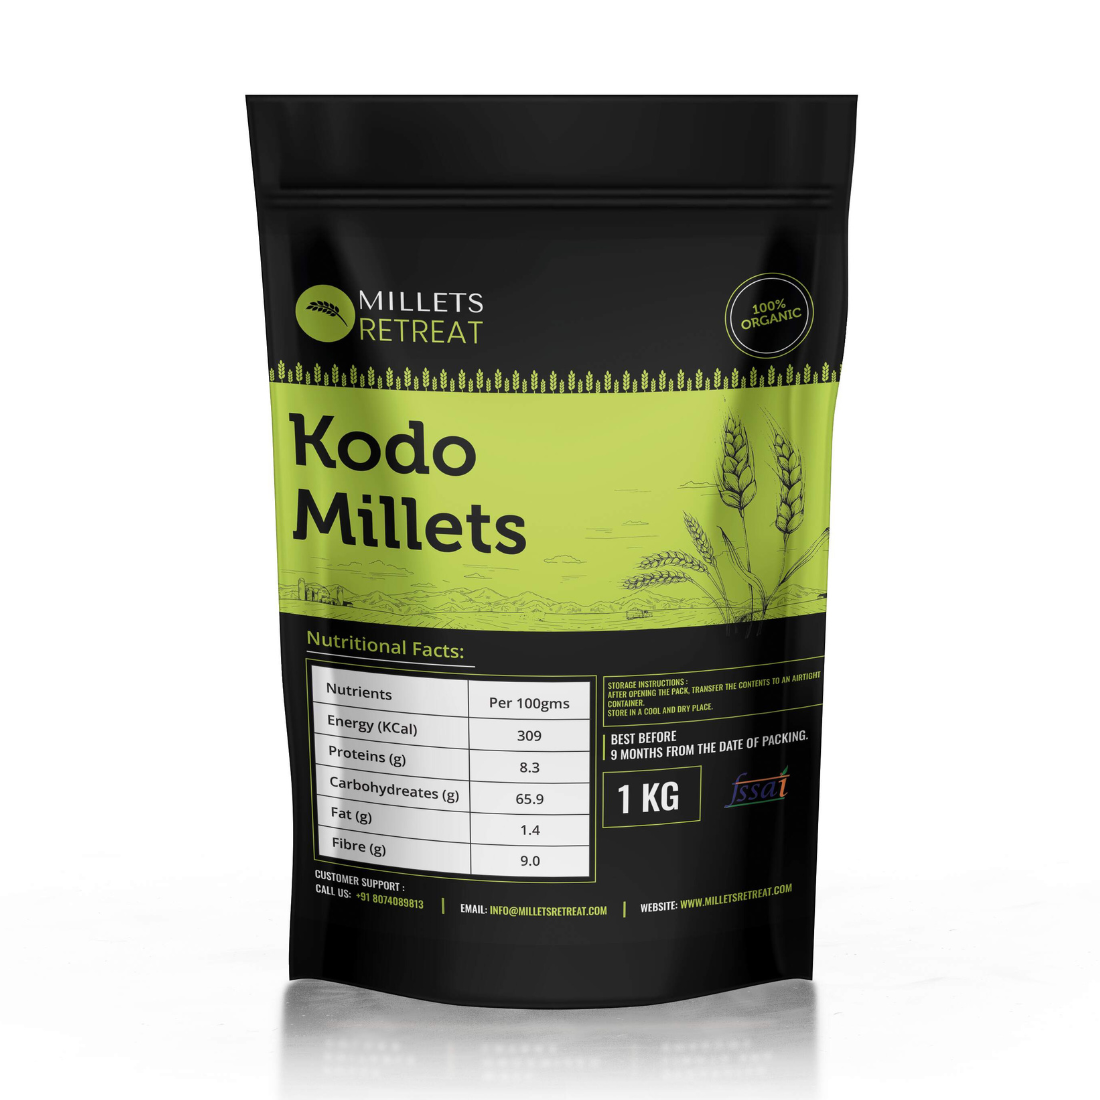 MILLETS
RETREAT
100%
ORGANIC
Kodo
Millets
Nutritional Facts:
Nutrients Per 100gms
Energy (KCal) 309
Proteins (g) 8.3
Carbohydreates (g) 65.9
Fat (g) 1.4
Fibre (g) 9.0
STORAGE INSTRUCTIONS :
AFTER OPENING THE PACK, TRANSFER THE CONTENTS TO AN AIRTIGHT
CONTAINER.
STORE IN A COOL AND DRY PLACE.
BEST BEFORE
9 MONTHS FROM THE DATE OF PACKING.
1 KG
fssai
CUSTOMER SUPPORT :
CALL US: +91 8074089813 | EMAIL: INFO@MILLETSRETREAT.COM | WEBSITE: WWW.MILLETSRETREAT.COM